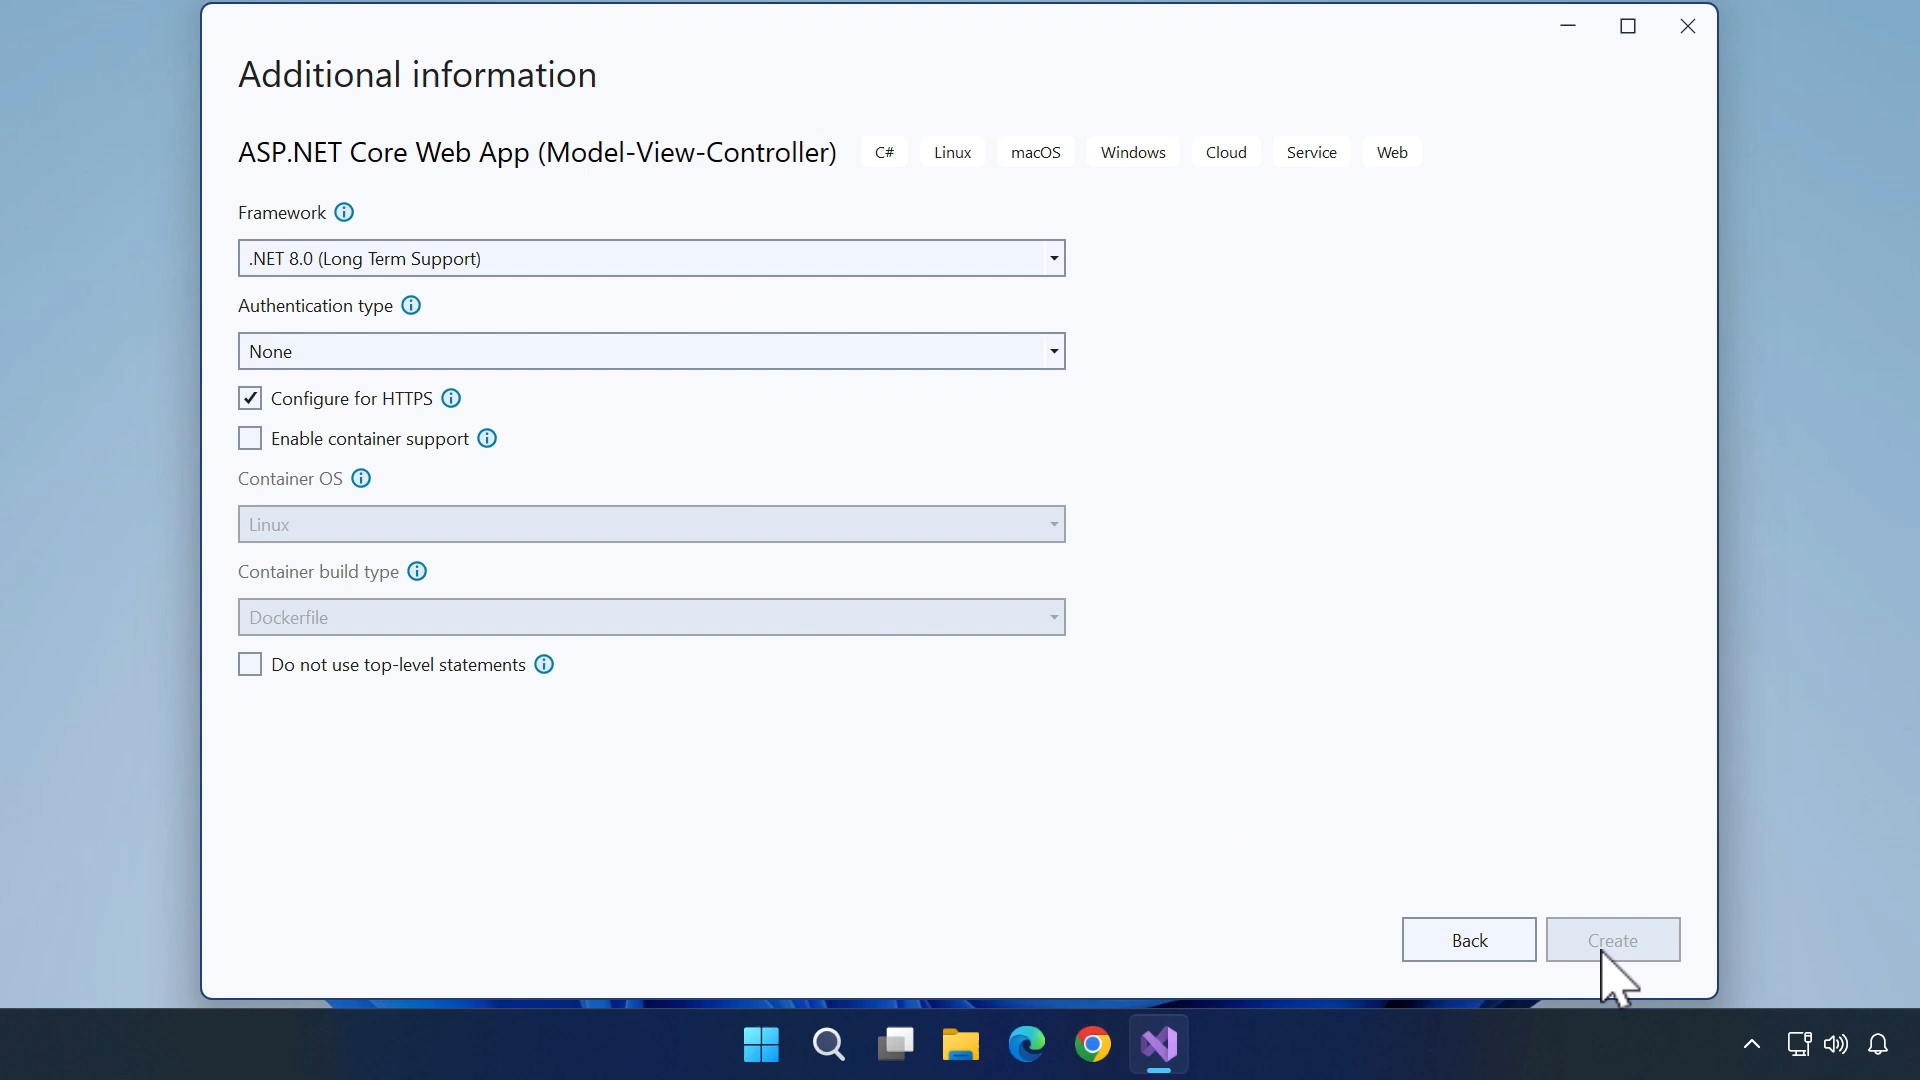 Additional information
ASP.NET Core Web App (Model-View-Controller) C# Linux macOS Windows Cloud Service Web
Framework
.NET 8.0 (Long Term Support)
Authentication type
None
Configure for HTTPS
Enable container support
Container OS
Linux
Container build type
Dockerfile
Do not use top-level statements
Back Create